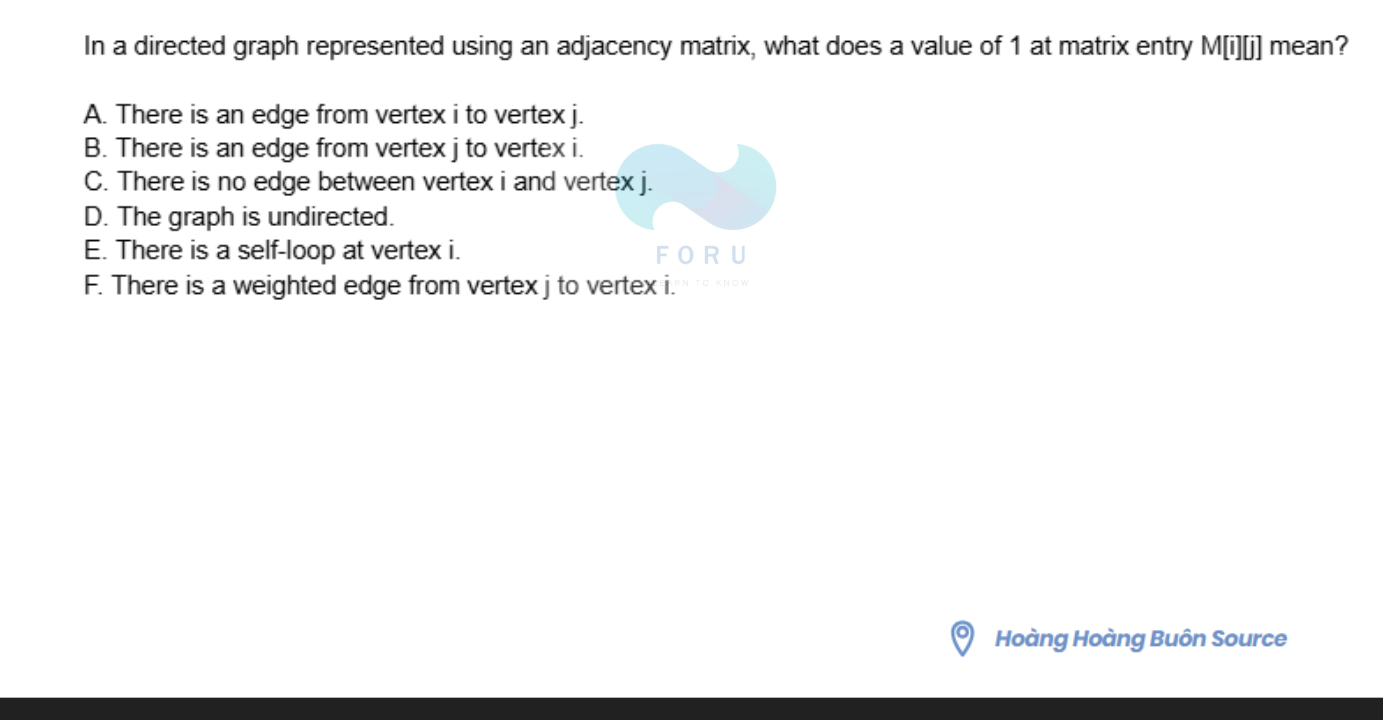 In a directed graph represented using an adjacency matrix, what does a value of 1 at matrix entry M[i][j] mean?
A. There is an edge from vertex i to vertex j.
B. There is an edge from vertex j to vertex i.
C. There is no edge between vertex i and vertex j.
D. The graph is undirected.
E. There is a self-loop at vertex i.
FORU
F. There is a weighted edge from vertex j to vertex i.
TO KNOW
Hoàng Hoàng Buôn Source